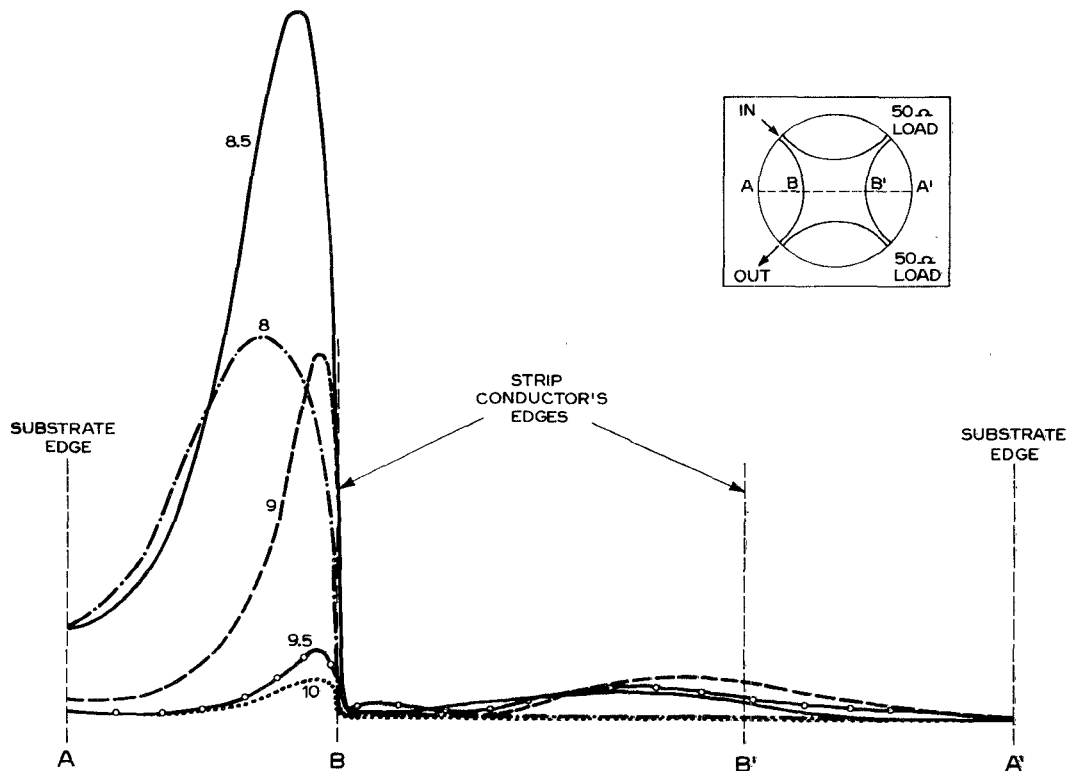 8.5
IN
50Ω
LOAD
A
B
B'
A'
OUT
50Ω
LOAD
8
SUBSTRATE
EDGE
STRIP
CONDUCTOR'S
EDGES
SUBSTRATE
EDGE
9
9.5
10
A
B
B'
A'